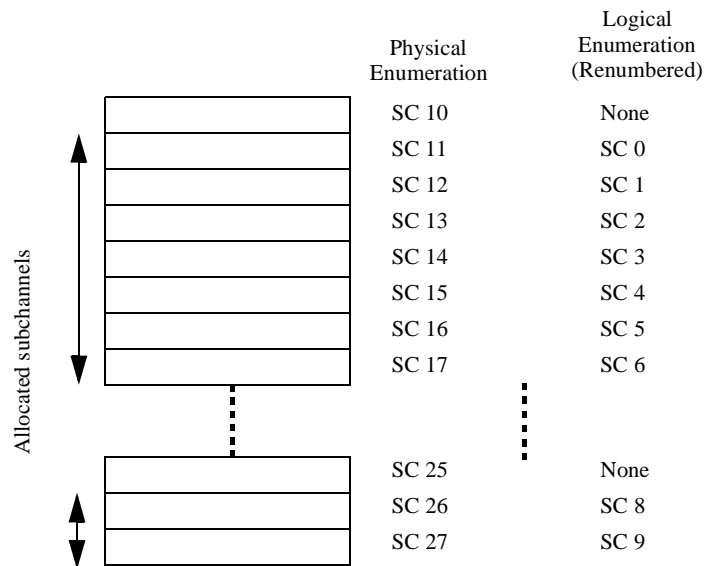 Physical
Enumeration
Logical
Enumeration
(Renumbered)
SC 10 None
SC 11 SC 0
SC 12 SC 1
SC 13 SC 2
SC 14 SC 3
SC 15 SC 4
SC 16 SC 5
SC 17 SC 6
SC 25 None
SC 26 SC 8
SC 27 SC 9
Allocated subchannels